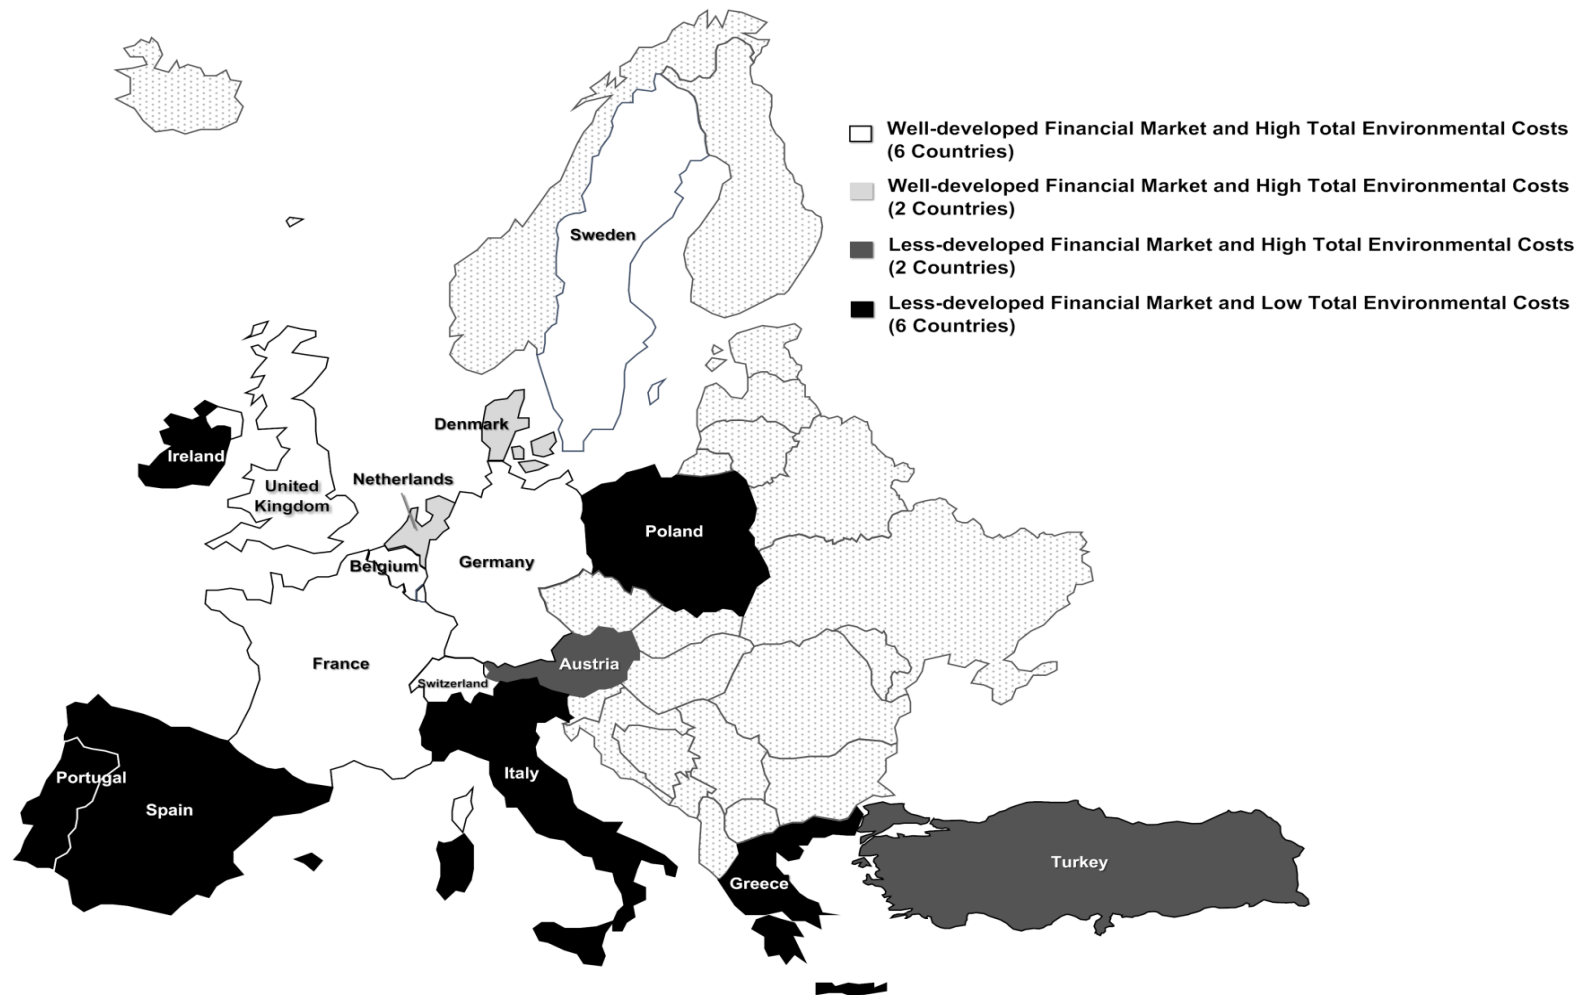 Well-developed Financial Market and High Total Environmental Costs
(6 Countries)
Well-developed Financial Market and High Total Environmental Costs
(2 Countries)
Less-developed Financial Market and High Total Environmental Costs
(2 Countries)
Less-developed Financial Market and Low Total Environmental Costs
(6 Countries)
Sweden
Denmark
Ireland
Netherlands
United
Kingdom
Poland
Belgium
Germany
France
Austria
Switzerland
Portugal
Italy
Spain
Turkey
Greece